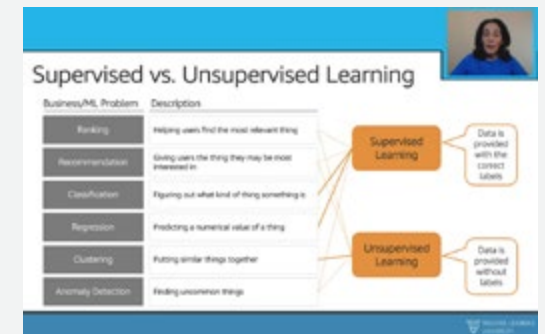 Supervised vs. Unsupervised Learning
Business/ML Problem Description
Ranking Helping users find the most relevant thing
Recommendation Giving users the thing they may be most
interested in
Classification Figuring out what kind of thing something is
Regression Predicting a numerical value of a thing
Clustering Putting similar things together
Anomaly Detection Finding uncommon things
Supervised
Learning
Data is
provided
with the
correct
labels
Unsupervised
Learning
Data is
provided
without
labels